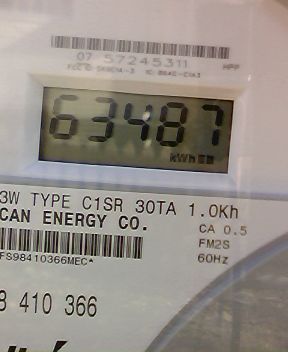 07 57245311
63487
kWh
3W TYPE C1SR 30TA 1.0Kh
CAN ENERGY CO.
CA 0.5
FM2S
60Hz
FS98410366MEC*
8 410 366